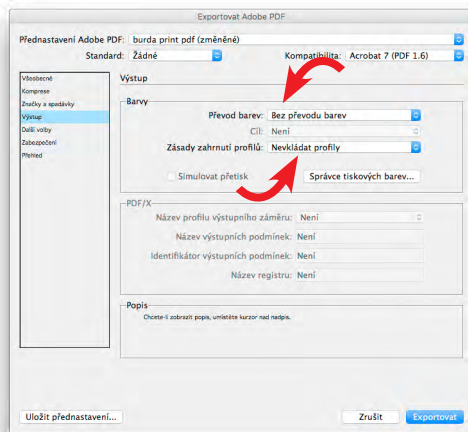 Exportovat Adobe PDF
Přednastavení Adobe PDF: burda print pdf (změněné)
Standard: Žádné Kompatibilita: Acrobat 7 (PDF 1.6)
Všeobecné
Komprese
Značky a spadávky
Výstup
Další volby
Zabezpečení
Přehled
Výstup
Barvy
Převod barev: Bez převodu barev
Cíl: Není
Zásady zahrnutí profilů: Nevkládat profily
Simulovat přetisk Správce tiskových barev...
PDF/X
Název profilu výstupního záměru: Není
Název výstupních podmínek: Není
Identifikátor výstupních podmínek: Není
Název registru: Není
Popis
Chcete-li zobrazit popis, umístěte kurzor nad nadpis.
Uložit přednastavení... Zrušit Exportovat